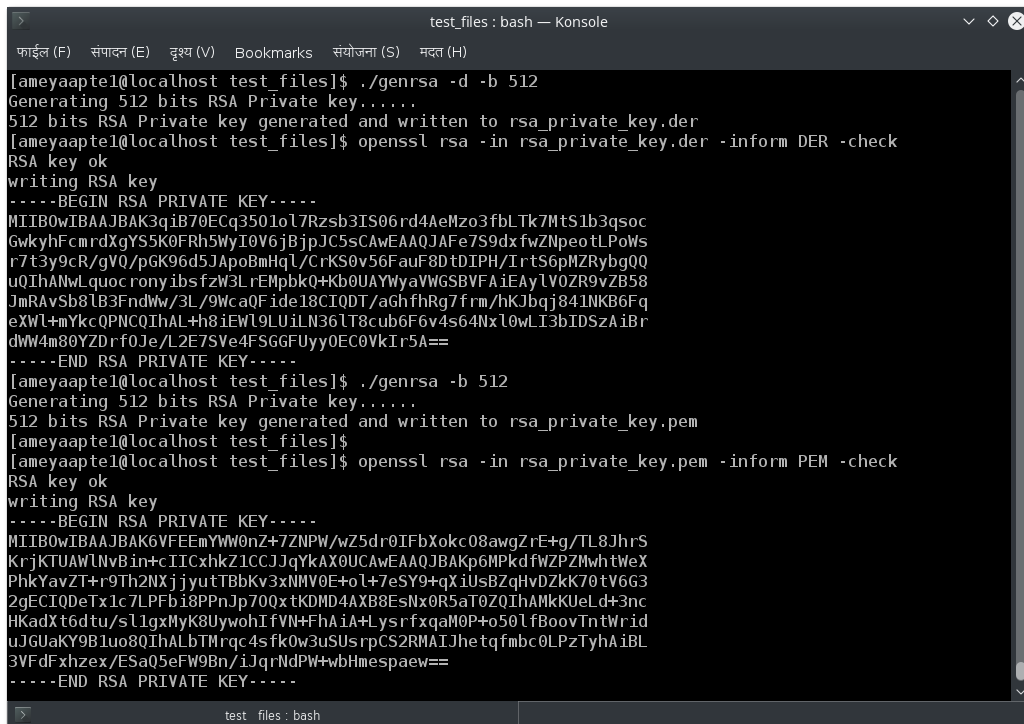 test_files : bash — Konsole
फाईल (F) संपादन (E) दृश्य (V) Bookmarks संयोजना (S) मदत (H)
[ameyaapte1@localhost test_files]$ ./genrsa -d -b 512
Generating 512 bits RSA Private key......
512 bits RSA Private key generated and written to rsa_private_key.der
[ameyaapte1@localhost test_files]$ openssl rsa -in rsa_private_key.der -inform DER -check
RSA key ok
writing RSA key
-----BEGIN RSA PRIVATE KEY-----
MIIBOwIBAAJBAK3qiB70ECq35O1ol7Rzsb3IS06rd4AeMzo3fbLTk7MtS1b3qsoc
GwkyhFcmrdXgYS5K0FRh5WyI0V6jBjpJC5sCAwEAAQJAFe7S9dxfwZNpeotLPoWs
r7t3y9cR/gVQ/pGK96d5JApoBmHql/CrKS0v56FauF8DtDIPH/IrtS6pMZRybgQQ
uQIhANwLquocronyibsfzW3LrEMpbkQ+Kb0UAYWyaVWGSBVFAiEAylVOZR9vZB58
JmRAvSb8lB3FndWw/3L/9WcaQFide18CIQDT/aGhfhRg7frm/hKJbqj841NKB6Fq
eXWl+mYkcQPNCQIhAL+h8iEWl9LUiLN36lT8cub6F6v4s64Nxl0wLI3bIDSzAiBr
dWW4m80YZDrfOJe/L2E7SVe4FSGGFUyyOEC0VkIr5A==
-----END RSA PRIVATE KEY-----
[ameyaapte1@localhost test_files]$ ./genrsa -b 512
Generating 512 bits RSA Private key......
512 bits RSA Private key generated and written to rsa_private_key.pem
[ameyaapte1@localhost test_files]$
[ameyaapte1@localhost test_files]$ openssl rsa -in rsa_private_key.pem -inform PEM -check
RSA key ok
writing RSA key
-----BEGIN RSA PRIVATE KEY-----
MIIBOwIBAAJBAK6VFEEmYWW0nZ+7ZNPW/wZ5dr0IFbXokcO8awgZrE+g/TL8JhrS
KrjKTUAWlNvBin+cIICxhkZ1CCJJqYkAX0UCAwEAAQJBAKp6MPkdfWZPZMwhtWeX
PhkYavZT+r9Th2NXjjyutTBbKv3xNMV0E+ol+7eSY9+qXiUsBZqHvDZkK70tV6G3
2gECIQDeTx1c7LPFbi8PPnJp7OQxtKDMD4AXB8EsNx0R5aT0ZQIhAMkKUeLd+3nc
HKadXt6dtu/sl1gxMyK8UywohIfVN+FhAiA+LysrfxqaM0P+o50lfBoovTntWrid
uJGUaKY9B1uo8QIhALbTMrqc4sfkOw3uSUsrpCS2RMAIJhetqfmbc0LPzTyhAiBL
3VFdFxhzex/ESaQ5eFW9Bn/iJqrNdPW+wbHmespaew==
-----END RSA PRIVATE KEY-----
test_files : bash